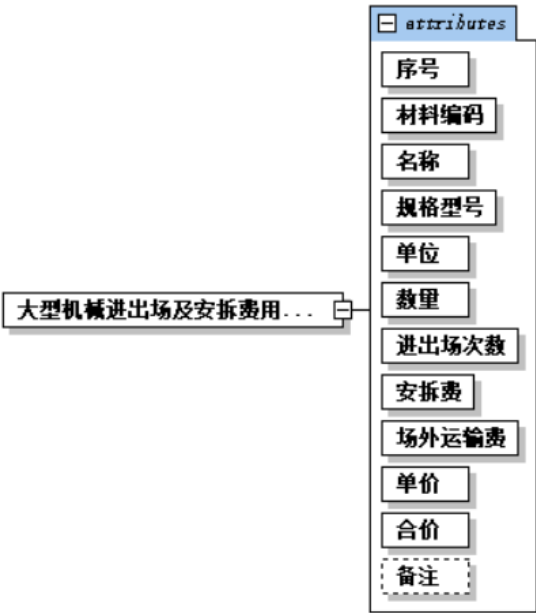 attributes
序号
材料编码
名称
规格型号
单位
数量
大型机械进出场及安拆费用...
进出场次数
安拆费
场外运输费
单价
合价
备注